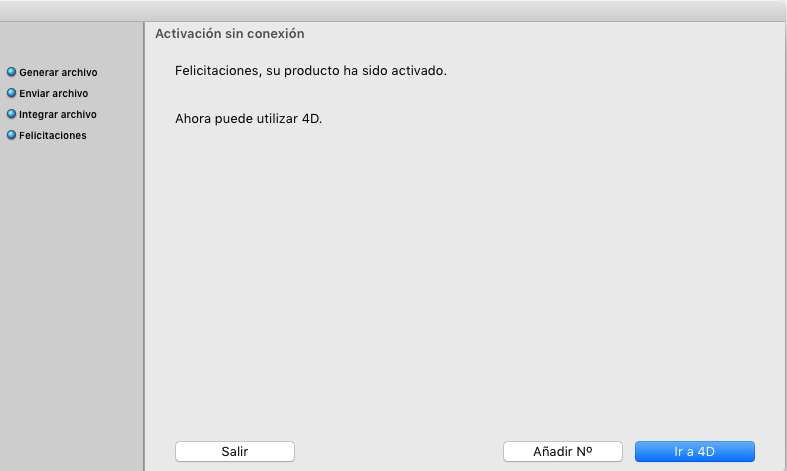 Activación sin conexión
Generar archivo
Enviar archivo
Integrar archivo
Felicitaciones
Felicitaciones, su producto ha sido activado.
Ahora puede utilizar 4D.
Salir
Añadir Nº
Ir a 4D